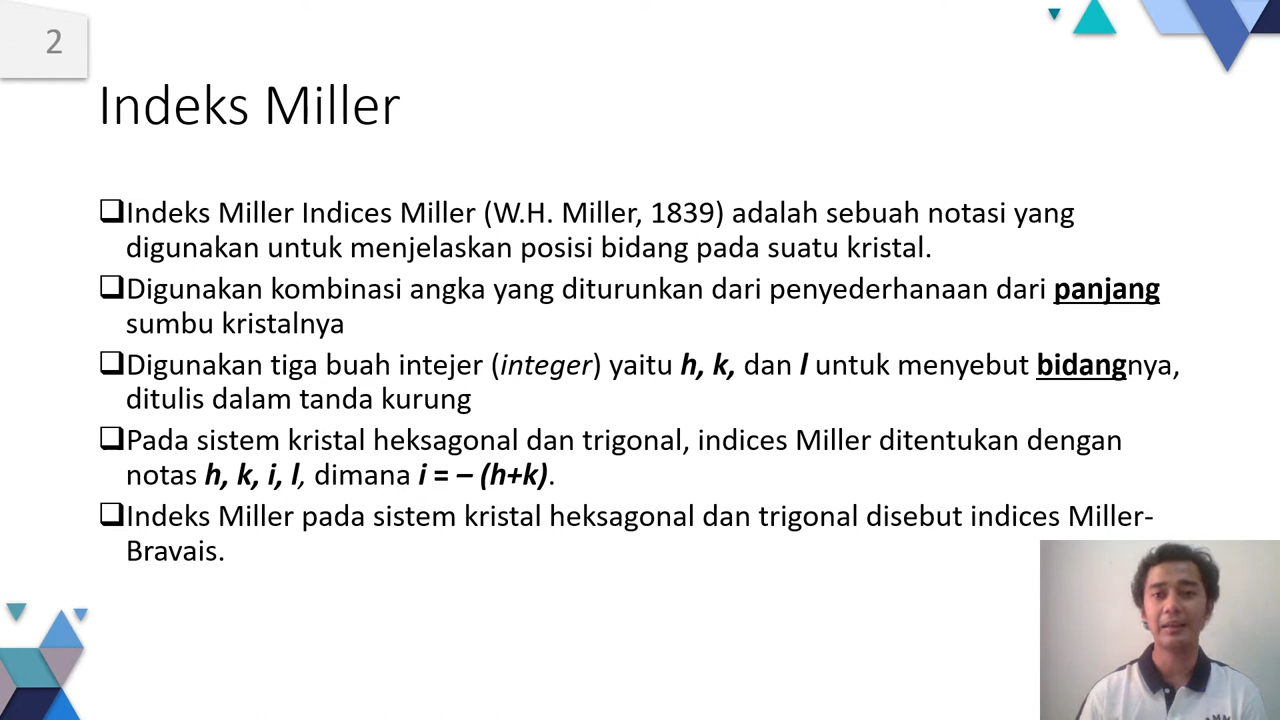 2
Indeks Miller
❑Indeks Miller Indices Miller (W.H. Miller, 1839) adalah sebuah notasi yang
digunakan untuk menjelaskan posisi bidang pada suatu kristal.
❑Digunakan kombinasi angka yang diturunkan dari penyederhanaan dari panjang
sumbu kristalnya
❑Digunakan tiga buah intejer (integer) yaitu h, k, dan l untuk menyebut bidangnya,
ditulis dalam tanda kurung
❑Pada sistem kristal heksagonal dan trigonal, indices Miller ditentukan dengan
notas h, k, i, l, dimana i = – (h+k).
❑Indeks Miller pada sistem kristal heksagonal dan trigonal disebut indices Miller-
Bravais.